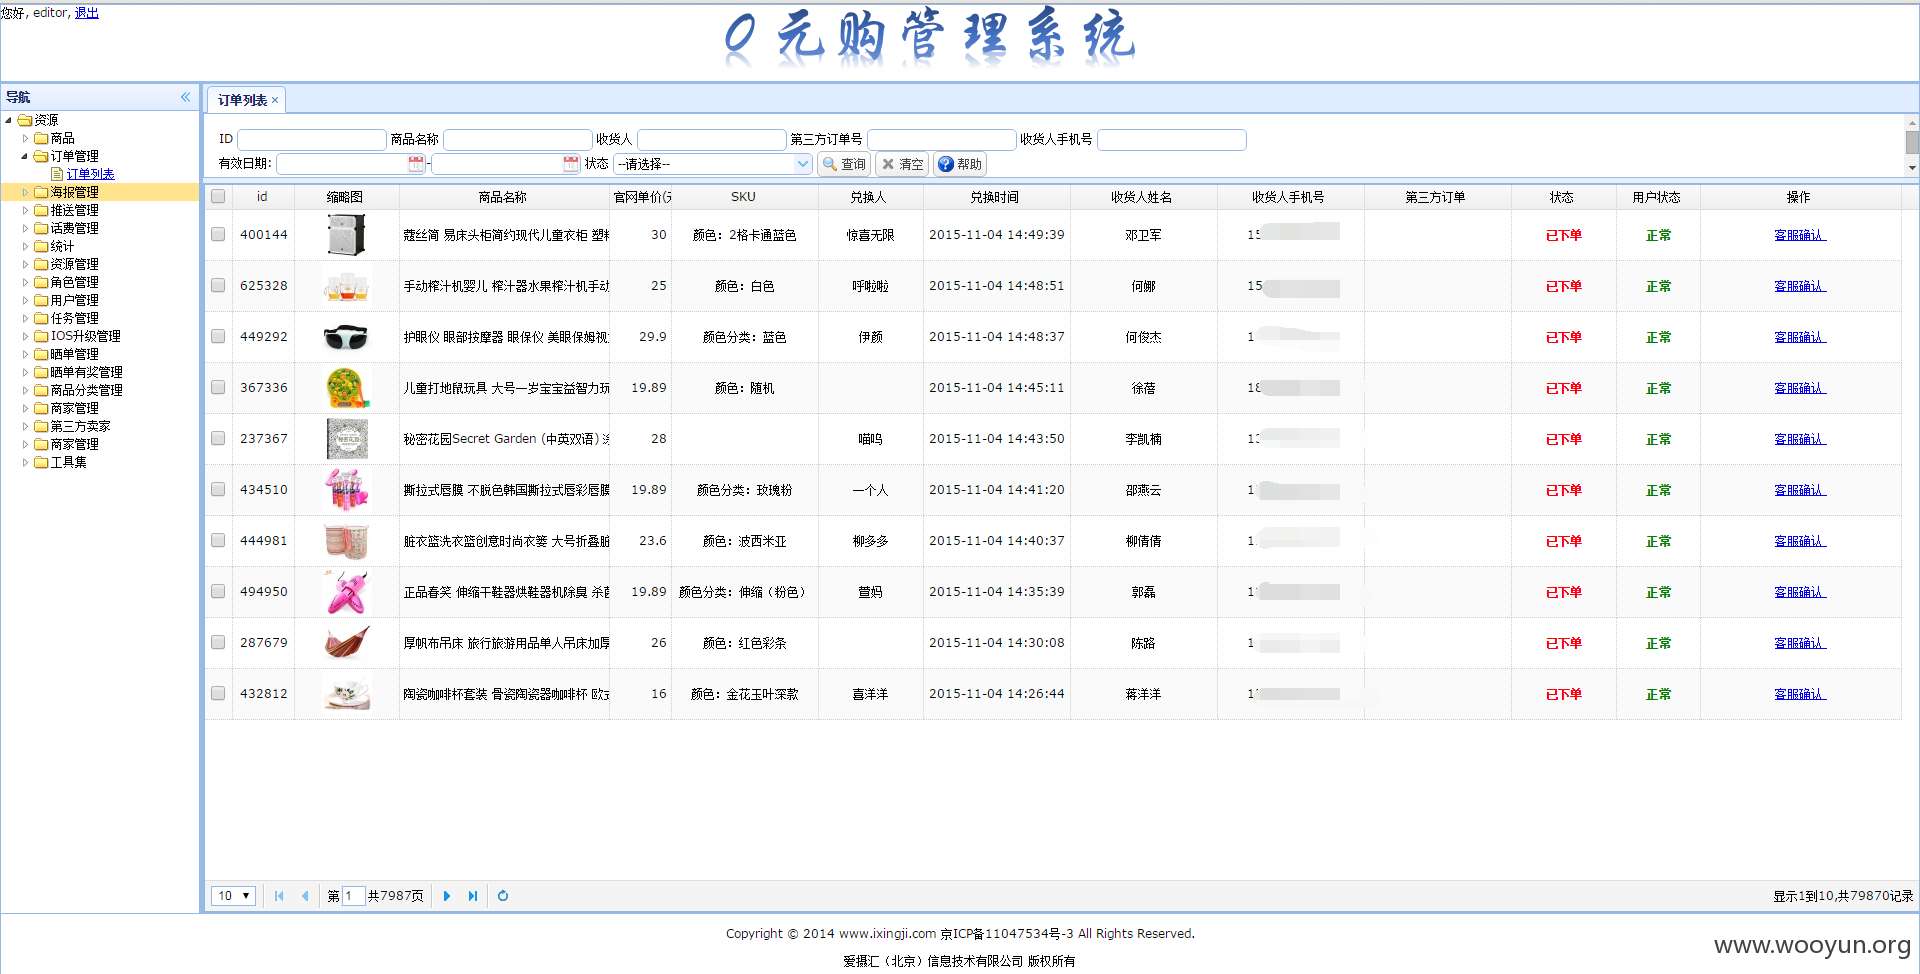 您好, editor, 退出
0 元购管理系统
导航
资源
商品
订单管理
订单列表
海报管理
推送管理
话费管理
统计
资源管理
角色管理
用户管理
任务管理
IOS升级管理
晒单管理
晒单有奖管理
商品分类管理
商家管理
第三方卖家
商家管理
工具集
订单列表
ID 商品名称 收货人 第三方订单号 收货人手机号
有效日期: - 状态 --请选择-- 查询 清空 帮助
id 缩略图 商品名称 官网单价(元 SKU 兑换人 兑换时间 收货人姓名 收货人手机号 第三方订单 状态 用户状态 操作
400144 蔻丝简 易床头柜简约现代儿童衣柜 塑料 30 颜色：2格卡通蓝色 惊喜无限 2015-11-04 14:49:39 邓卫军 15 已下单 正常 客服确认
625328 手动榨汁机婴儿 榨汁器水果榨汁机手动 25 颜色：白色 呼啦啦 2015-11-04 14:48:51 何娜 15 已下单 正常 客服确认
449292 护眼仪 眼部按摩器 眼保仪 美眼保姆视力 29.9 颜色分类：蓝色 伊颜 2015-11-04 14:48:37 何俊杰 1 已下单 正常 客服确认
367336 儿童打地鼠玩具 大号一岁宝宝益智力玩 19.89 颜色：随机 2015-11-04 14:45:11 徐蓓 18 已下单 正常 客服确认
237367 秘密花园Secret Garden (中英双语) 涂 28 喵呜 2015-11-04 14:43:50 李凯楠 13 已下单 正常 客服确认
434510 撕拉式唇膜 不脱色韩国撕拉式唇彩唇膜 19.89 颜色分类：玫瑰粉 一个人 2015-11-04 14:41:20 邵燕云 1 已下单 正常 客服确认
444981 脏衣篮洗衣篮创意时尚衣篓 大号折叠脏 23.6 颜色：波西米亚 柳多多 2015-11-04 14:40:37 柳倩倩 1 已下单 正常 客服确认
494950 正品春笑 伸缩干鞋器烘鞋器机除臭 杀菌 19.89 颜色分类：伸缩（粉色） 萱妈 2015-11-04 14:35:39 郭磊 1 已下单 正常 客服确认
287679 厚帆布吊床 旅行旅游用品单人吊床加厚 26 颜色：红色彩条 2015-11-04 14:30:08 陈路 1 已下单 正常 客服确认
432812 陶瓷咖啡杯套装 骨瓷陶瓷器咖啡杯 欧式 16 颜色：金花玉叶深款 喜洋洋 2015-11-04 14:26:44 蒋洋洋 1 已下单 正常 客服确认
10 第 1 共7987页 显示1到10,共79870记录
Copyright © 2014 www.ixingji.com 京ICP备11047534号-3 All Rights Reserved.
爱摄汇（北京）信息技术有限公司 版权所有
www.wooyun.org